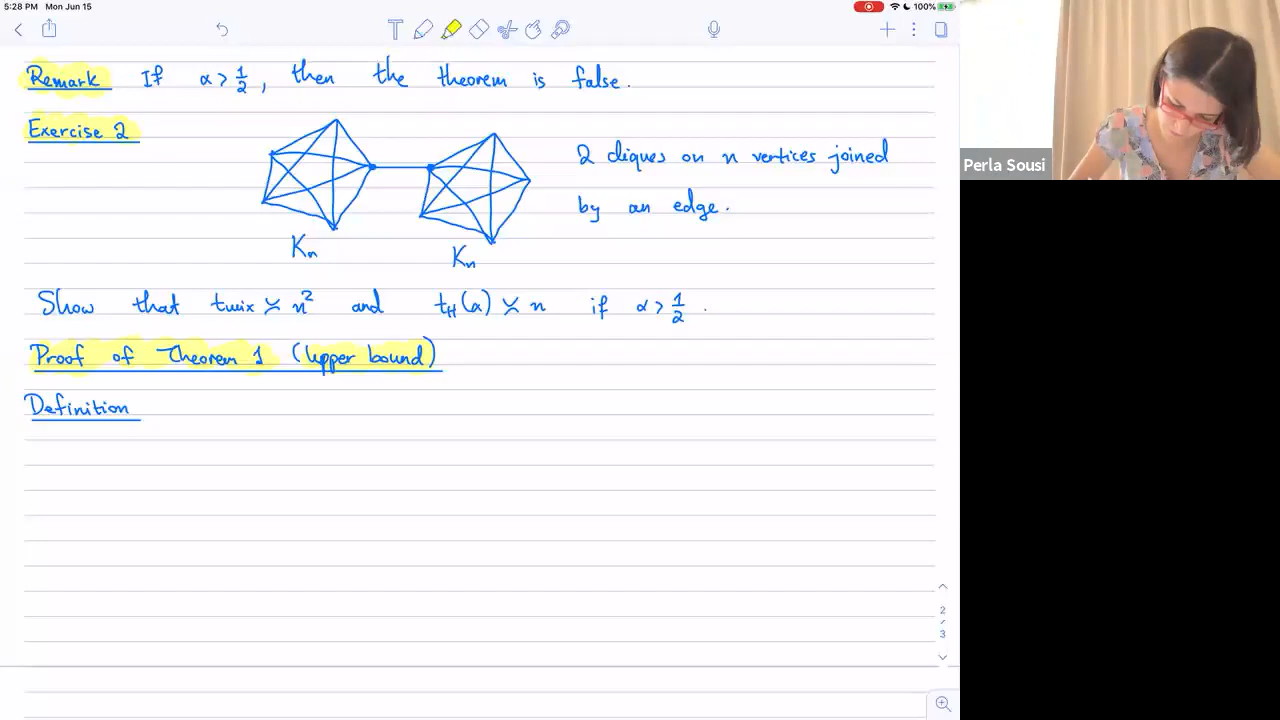 5:28 PM Mon Jun 15
100%
Remark If α > 1/2, then the theorem is false.
Exercise 2
2 cliques on n vertices joined
by an edge.
Kn
Kn
Show that tmix ≍ n² and tH(α) ≍ n if α > 1/2.
Proof of Theorem 1 (upper bound)
Definition
Perla Sousi
2
/
3